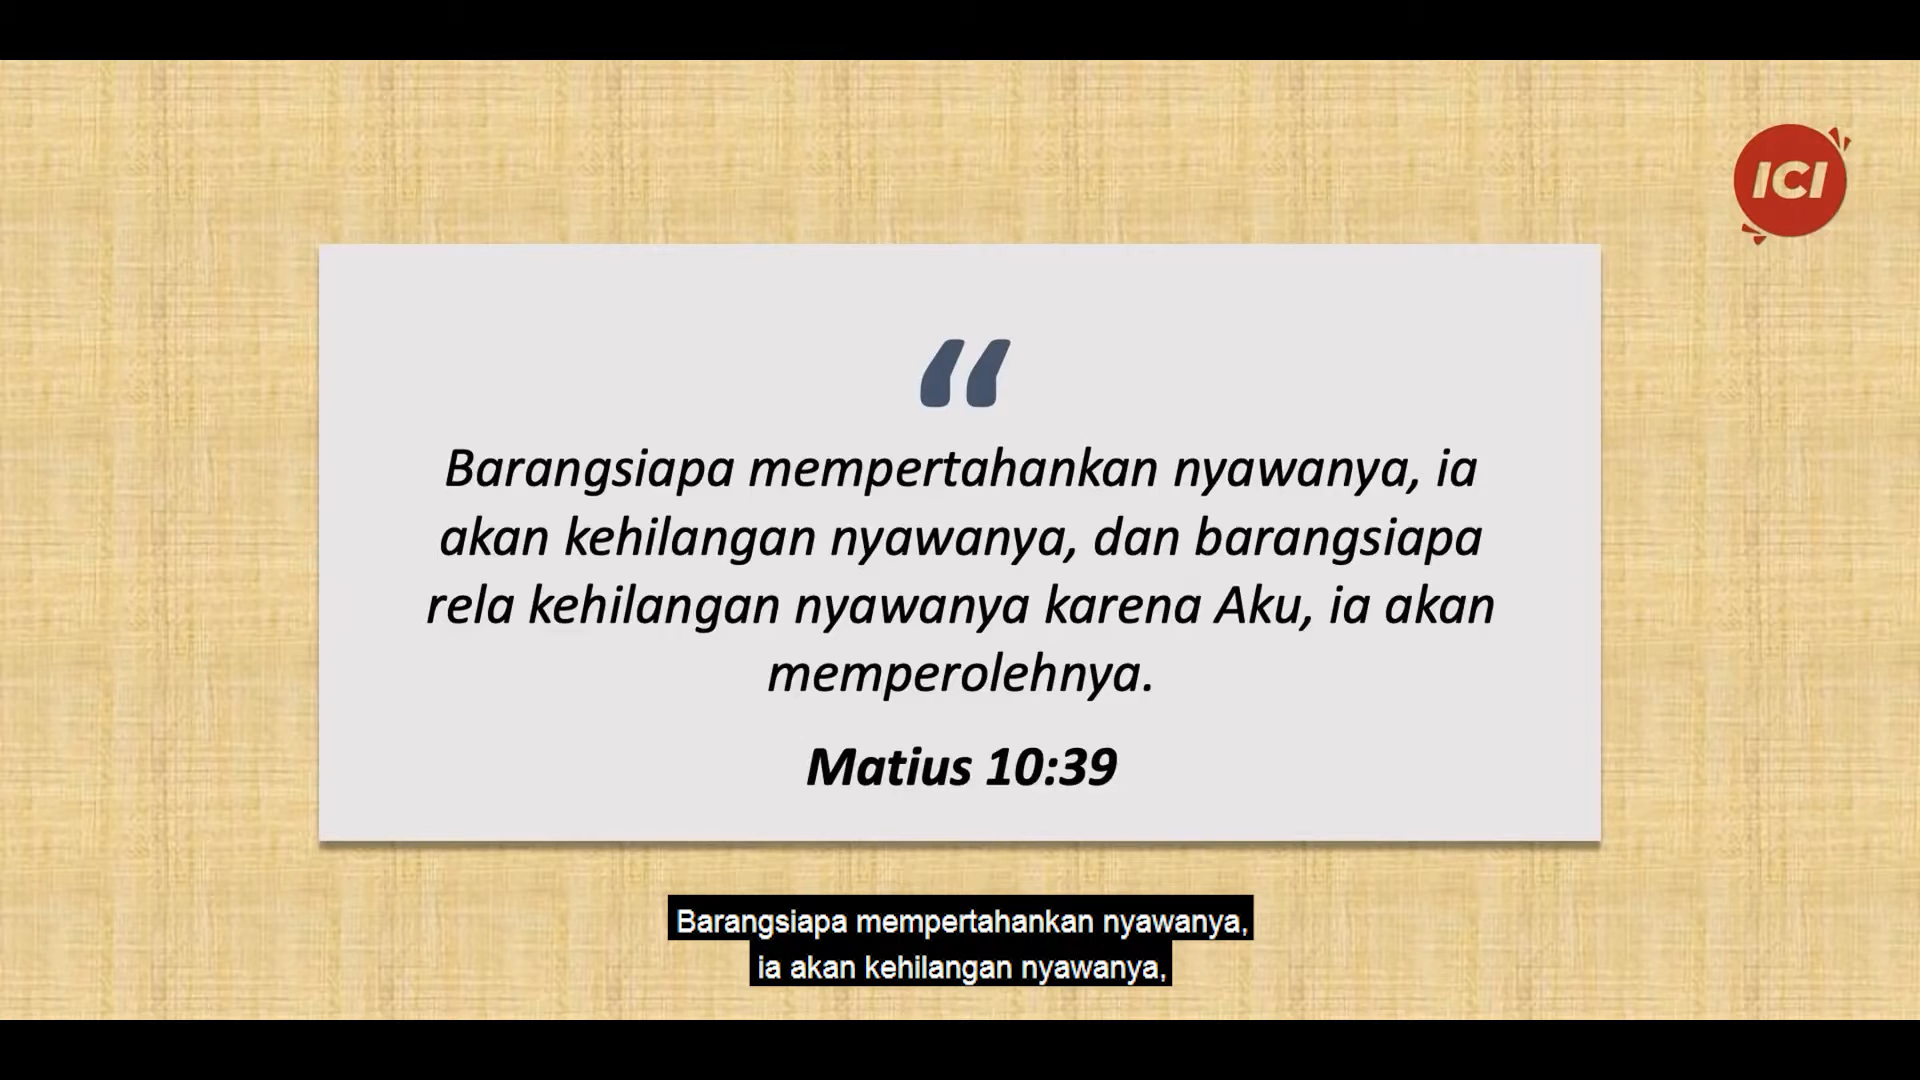 ICI
“
Barangsiapa mempertahankan nyawanya, ia
akan kehilangan nyawanya, dan barangsiapa
rela kehilangan nyawanya karena Aku, ia akan
memperolehnya.
Matius 10:39
Barangsiapa mempertahankan nyawanya,
ia akan kehilangan nyawanya,